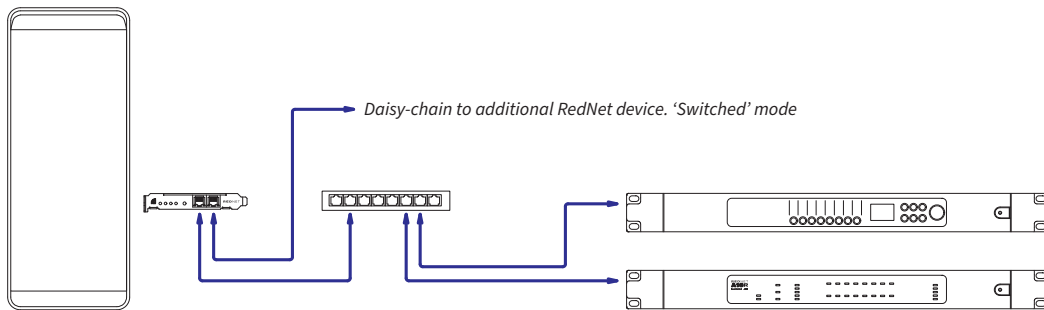 Daisy-chain to additional RedNet device. ‘Switched’ mode